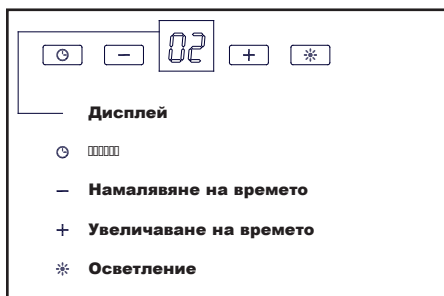 02
Дисплей
Намаляване на времето
Увеличаване на времето
Осветление